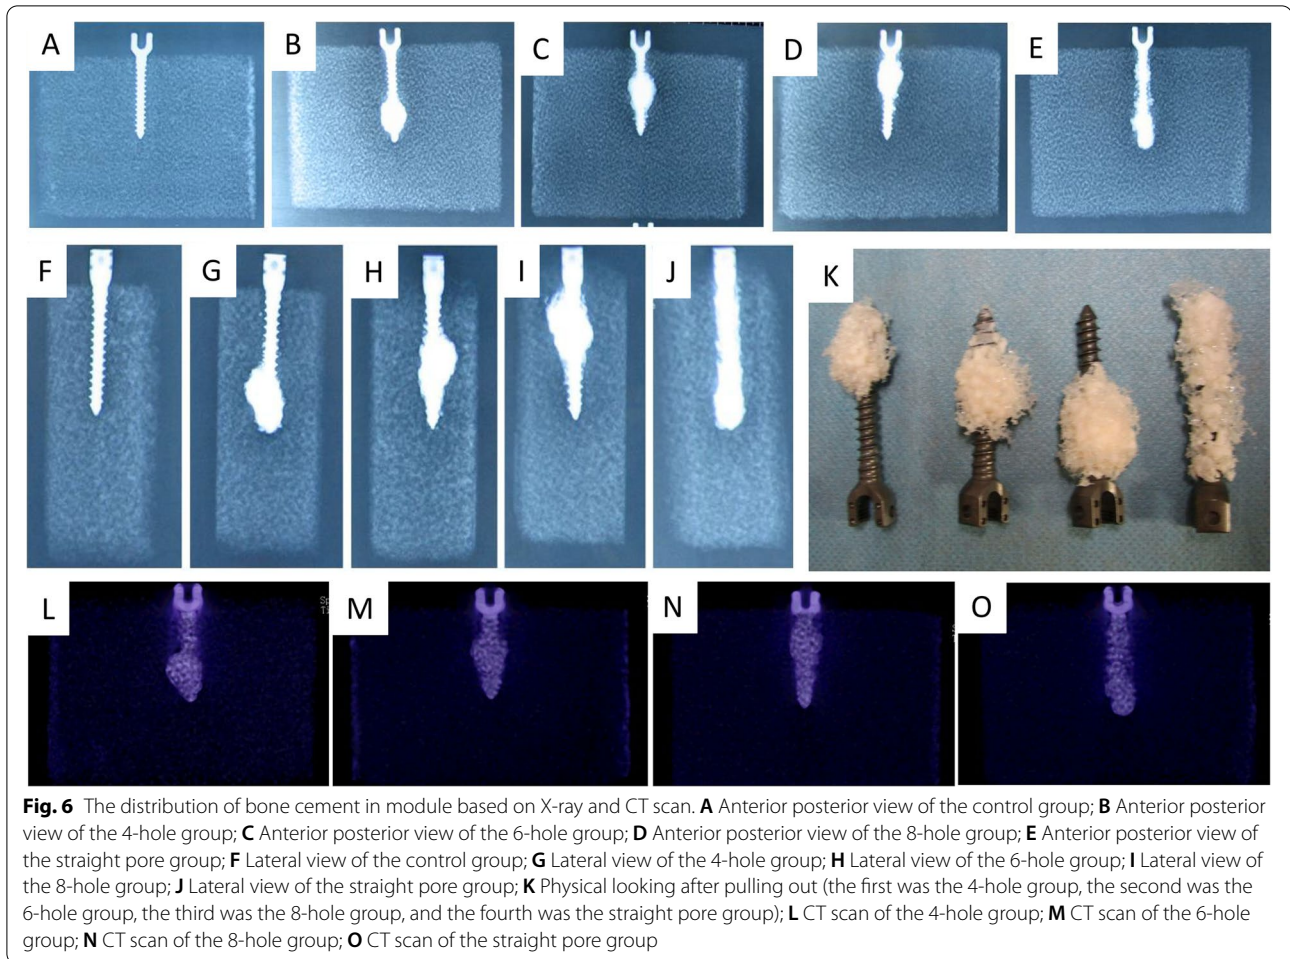 A
B
C
D
E
F
G
H
I
J
K
L
M
N
O
Fig. 6 The distribution of bone cement in module based on X-ray and CT scan. A Anterior posterior view of the control group; B Anterior posterior
view of the 4-hole group; C Anterior posterior view of the 6-hole group; D Anterior posterior view of the 8-hole group; E Anterior posterior view of
the straight pore group; F Lateral view of the control group; G Lateral view of the 4-hole group; H Lateral view of the 6-hole group; I Lateral view of
the 8-hole group; J Lateral view of the straight pore group; K Physical looking after pulling out (the first was the 4-hole group, the second was the
6-hole group, the third was the 8-hole group, and the fourth was the straight pore group); L CT scan of the 4-hole group; M CT scan of the 6-hole
group; N CT scan of the 8-hole group; O CT scan of the straight pore group